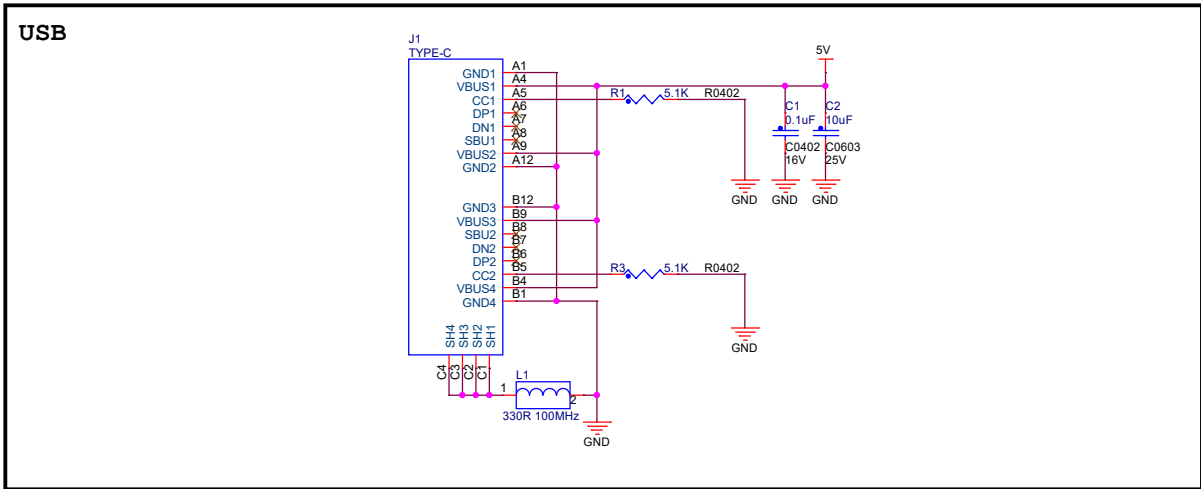 USB
J1
TYPE-C
5V
GND1 A1
VBUS1 A4
CC1 A5 R1 5.1K R0402
DP1 A6
DN1 A7
SBU1 A8
VBUS2 A9
GND2 A12
C1
0.1uF
C0402
16V
C2
10uF
C0603
25V
GND
GND
GND
GND3 B12
VBUS3 B9
SBU2 B8
DN2 B7
DP2 B6
CC2 B5 R3 5.1K R0402
VBUS4 B4
GND4 B1
GND
SH4
SH3
SH2
SH1
C4
C3
C2
C1
L1
1
2
330R 100MHz
GND